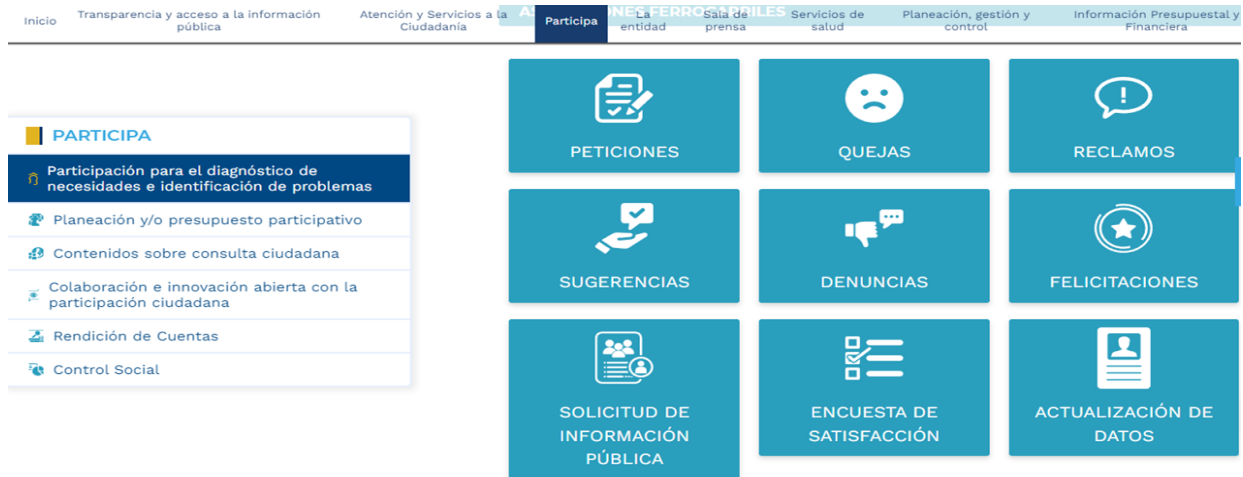 Inicio
Transparencia y acceso a la información
pública
Atención y Servicios a la
Ciudadanía
Participa
La
entidad
Sala de
prensa
Servicios de
salud
Planeación, gestión y
control
Información Presupuestal y
Financiera
PARTICIPA
Participación para el diagnóstico de
necesidades e identificación de problemas
Planeación y/o presupuesto participativo
Contenidos sobre consulta ciudadana
Colaboración e innovación abierta con la
participación ciudadana
Rendición de Cuentas
Control Social
PETICIONES
QUEJAS
RECLAMOS
SUGERENCIAS
DENUNCIAS
FELICITACIONES
SOLICITUD DE
INFORMACIÓN
PÚBLICA
ENCUESTA DE
SATISFACCIÓN
ACTUALIZACIÓN DE
DATOS